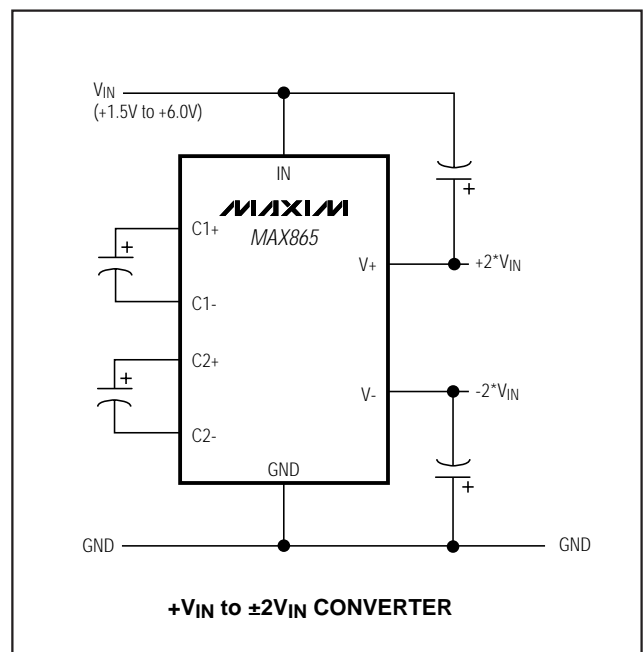 VIN
(+1.5V to +6.0V)
IN
MAXIM
MAX865
C1+
C1-
C2+
C2-
V+
V-
GND
+
+
+
+
+2*VIN
-2*VIN
GND
GND
+VIN to ±2VIN CONVERTER